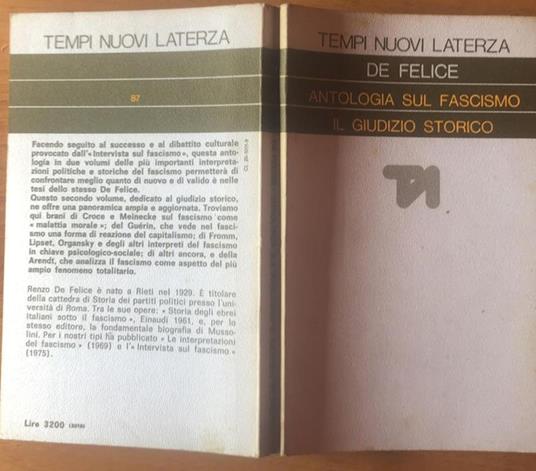 TEMPI NUOVI LATERZA
87
Facendo seguito al successo e al dibattito culturale
provocato dall'«Intervista sul fascismo», questa anto-
logia in due volumi delle più importanti interpreta-
zioni politiche e storiche del fascismo permetterà di
confrontare meglio quanto di nuovo e di valido è nelle
tesi dello stesso De Felice.
Questo secondo volume, dedicato al giudizio storico,
ne offre una panoramica ampia e aggiornata. Troviamo
qui brani di Croce e Meinecke sul fascismo come
« malattia morale »; del Guérin, che vede nel fasci-
smo una forma di reazione del capitalismo; di Fromm,
Lipset, Organsky e degli altri interpreti del fascismo
in chiave psicologico-sociale; di altri ancora, e della
Arendt, che analizza il fascismo come aspetto del più
ampio fenomeno totalitario.
Renzo De Felice è nato a Rieti nel 1929. È titolare
della cattedra di Storia dei partiti politici presso l'uni-
versità di Roma. Tra le sue opere: « Storia degli ebrei
italiani sotto il fascismo », Einaudi 1961, e, per lo
stesso editore, la fondamentale biografia di Musso-
lini. Per i nostri tipi ha pubblicato « Le interpretazioni
del fascismo » (1969) e l'« Intervista sul fascismo »
(1975).
Lire 3200
TEMPI NUOVI LATERZA
DE FELICE
ANTOLOGIA SUL FASCISMO
IL GIUDIZIO STORICO